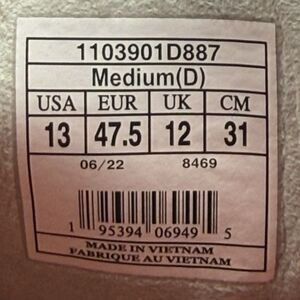 1103901D887
Medium(D)
USA EUR UK CM
13 47.5 12 31
06/22 8469
1 95394 06949 5
MADE IN VIETNAM
FABRIQUE AU VIETNAM